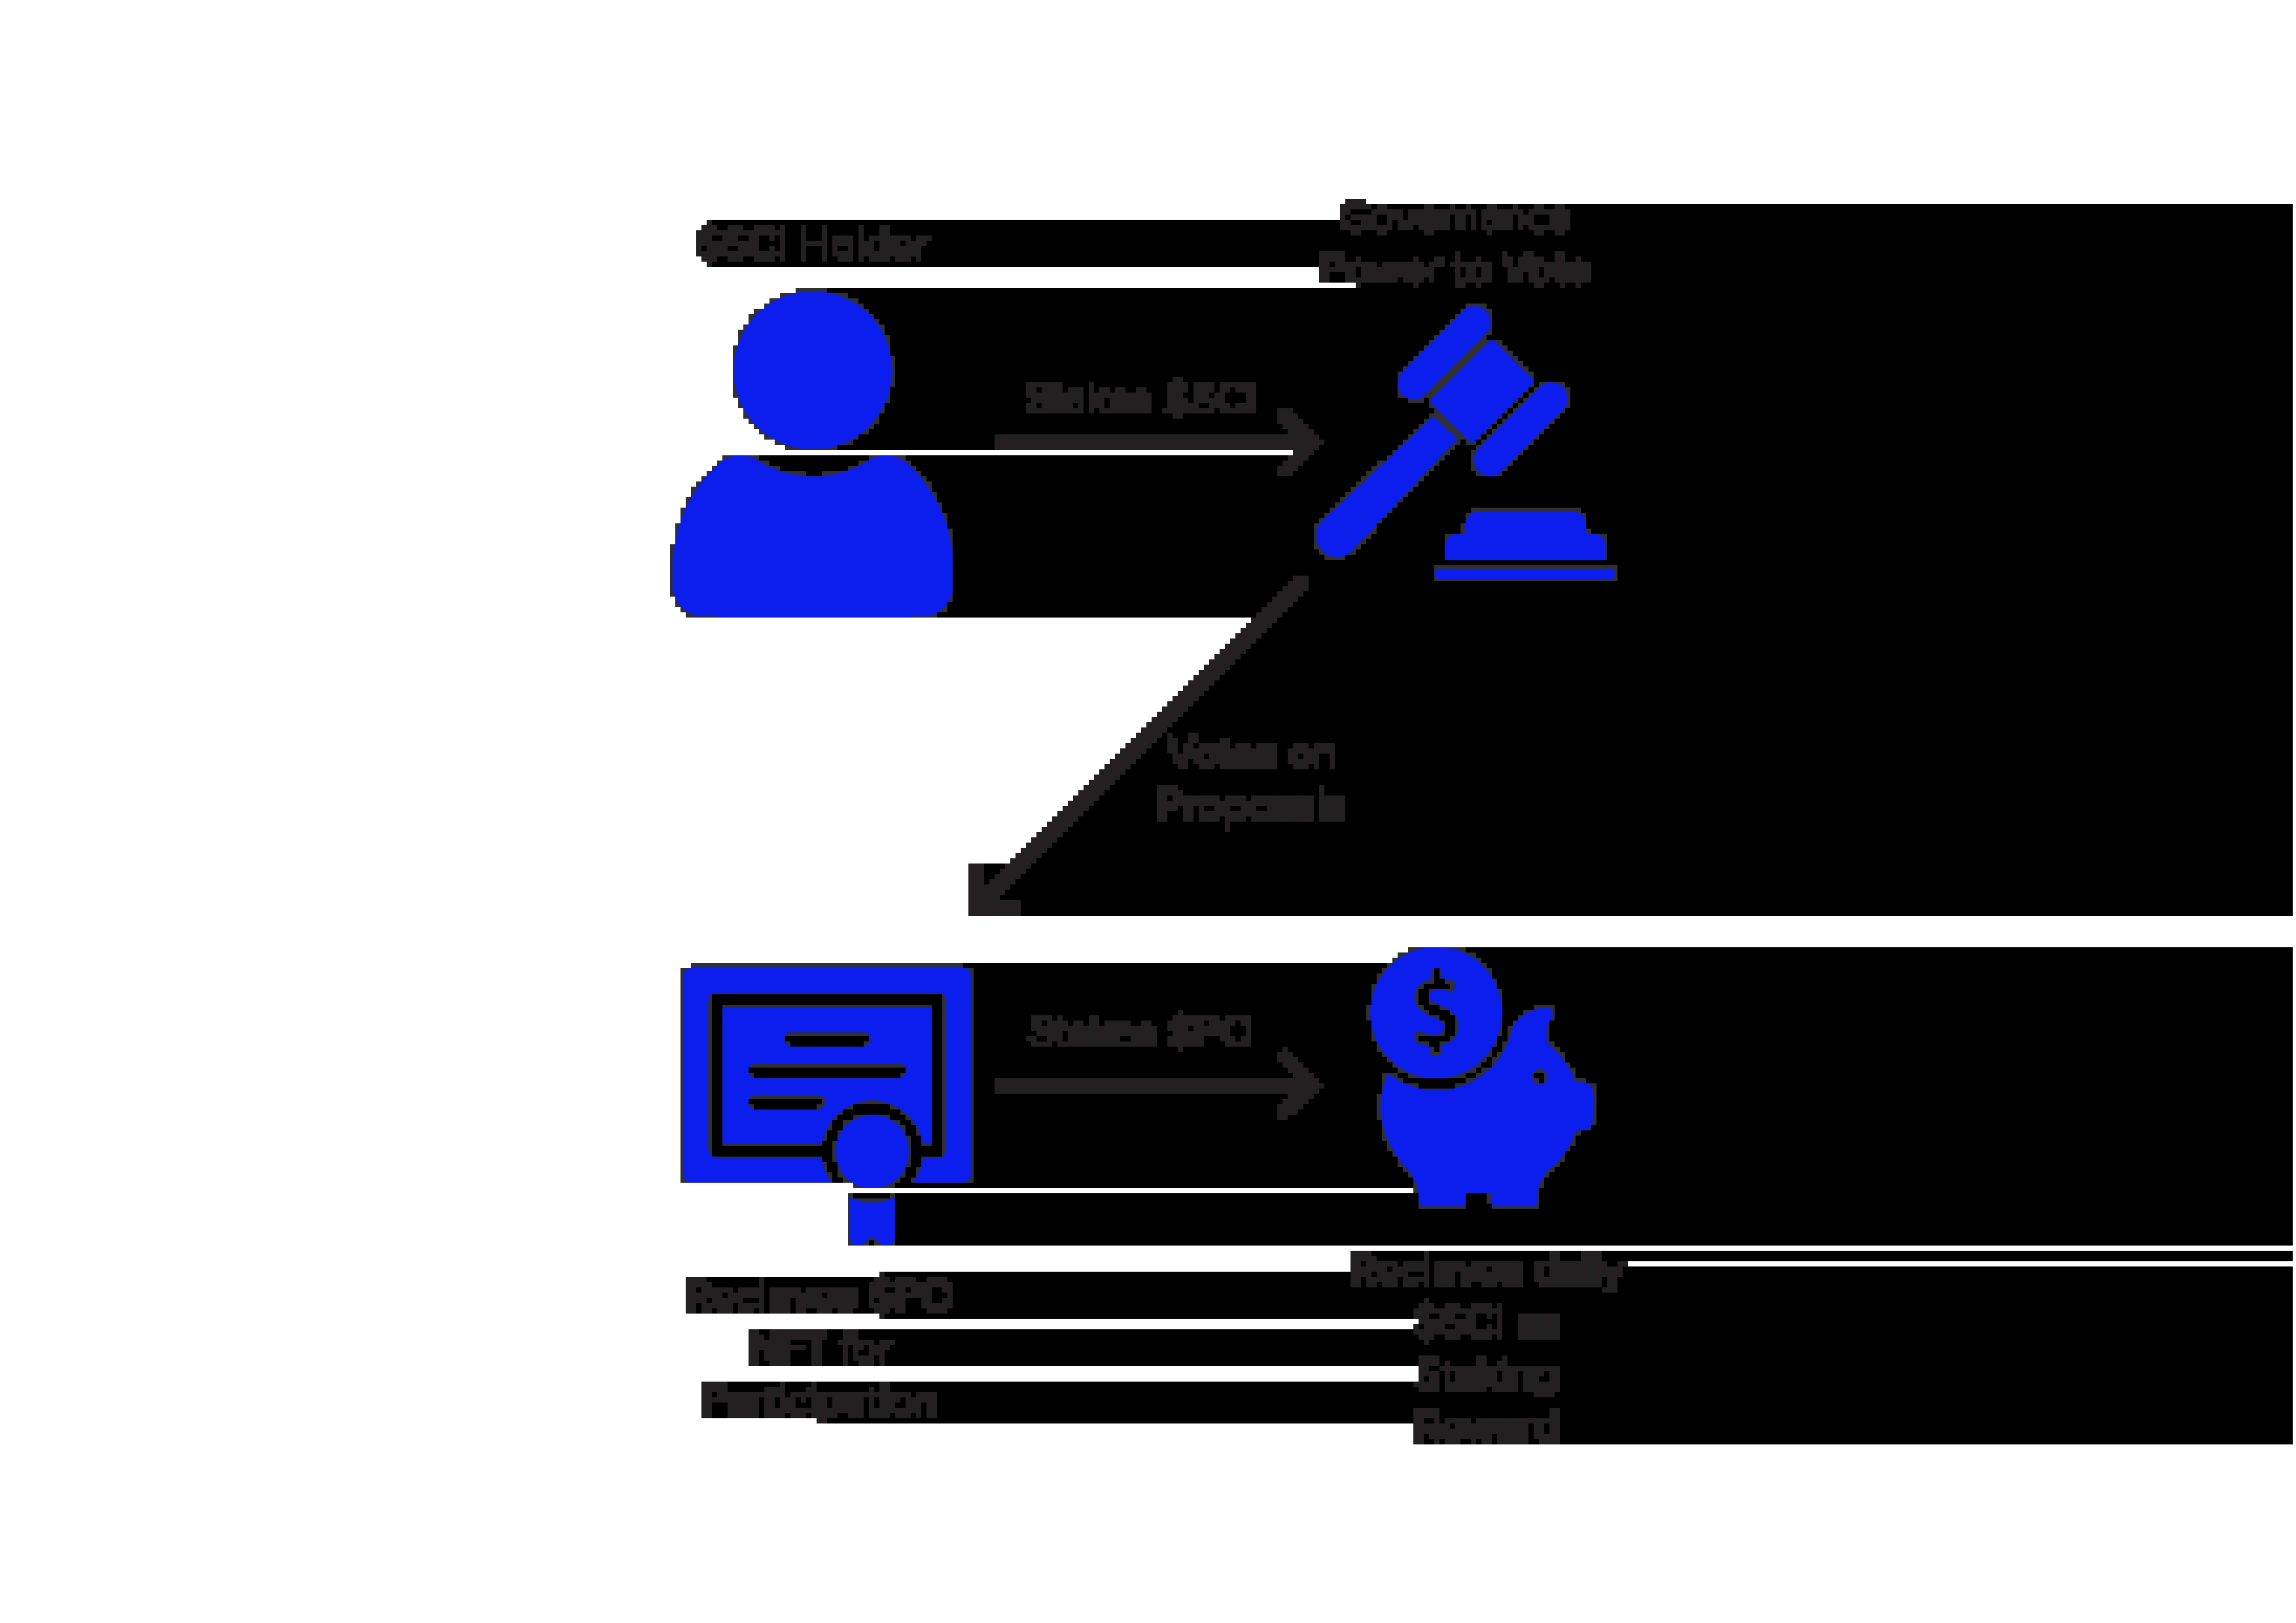 $SCI Holder
Governance
Power to Vote
Stakes $SCI
Votes on
Proposals
Stakes $PO
Receives $PO
NFT for
Participation
Receives daily
$SCI as
Staking
Reward